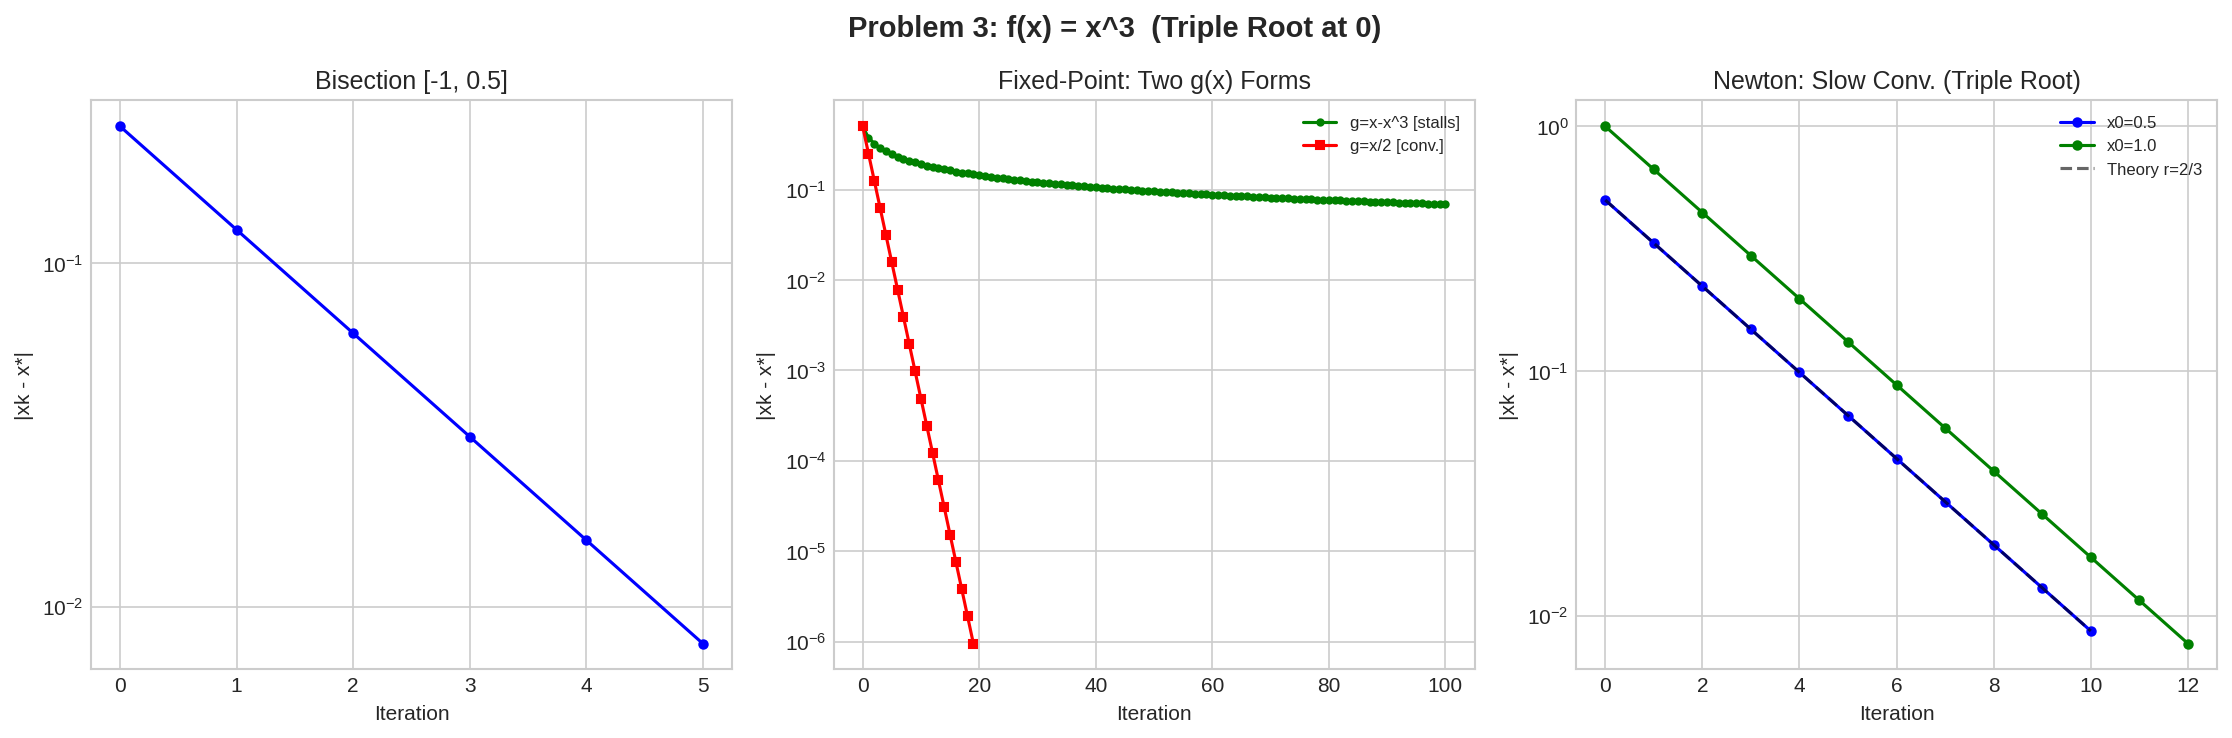 Problem 3: f(x) = x^3  (Triple Root at 0)
Bisection [-1, 0.5]
|xk - x*|
10⁻¹
10⁻²
0 1 2 3 4 5
Iteration
Fixed-Point: Two g(x) Forms
g=x-x^3 [stalls]
g=x/2 [conv.]
|xk - x*|
10⁻¹
10⁻²
10⁻³
10⁻⁴
10⁻⁵
10⁻⁶
0 20 40 60 80 100
Iteration
Newton: Slow Conv. (Triple Root)
x0=0.5
x0=1.0
Theory r=2/3
|xk - x*|
10⁰
10⁻¹
10⁻²
0 2 4 6 8 10 12
Iteration